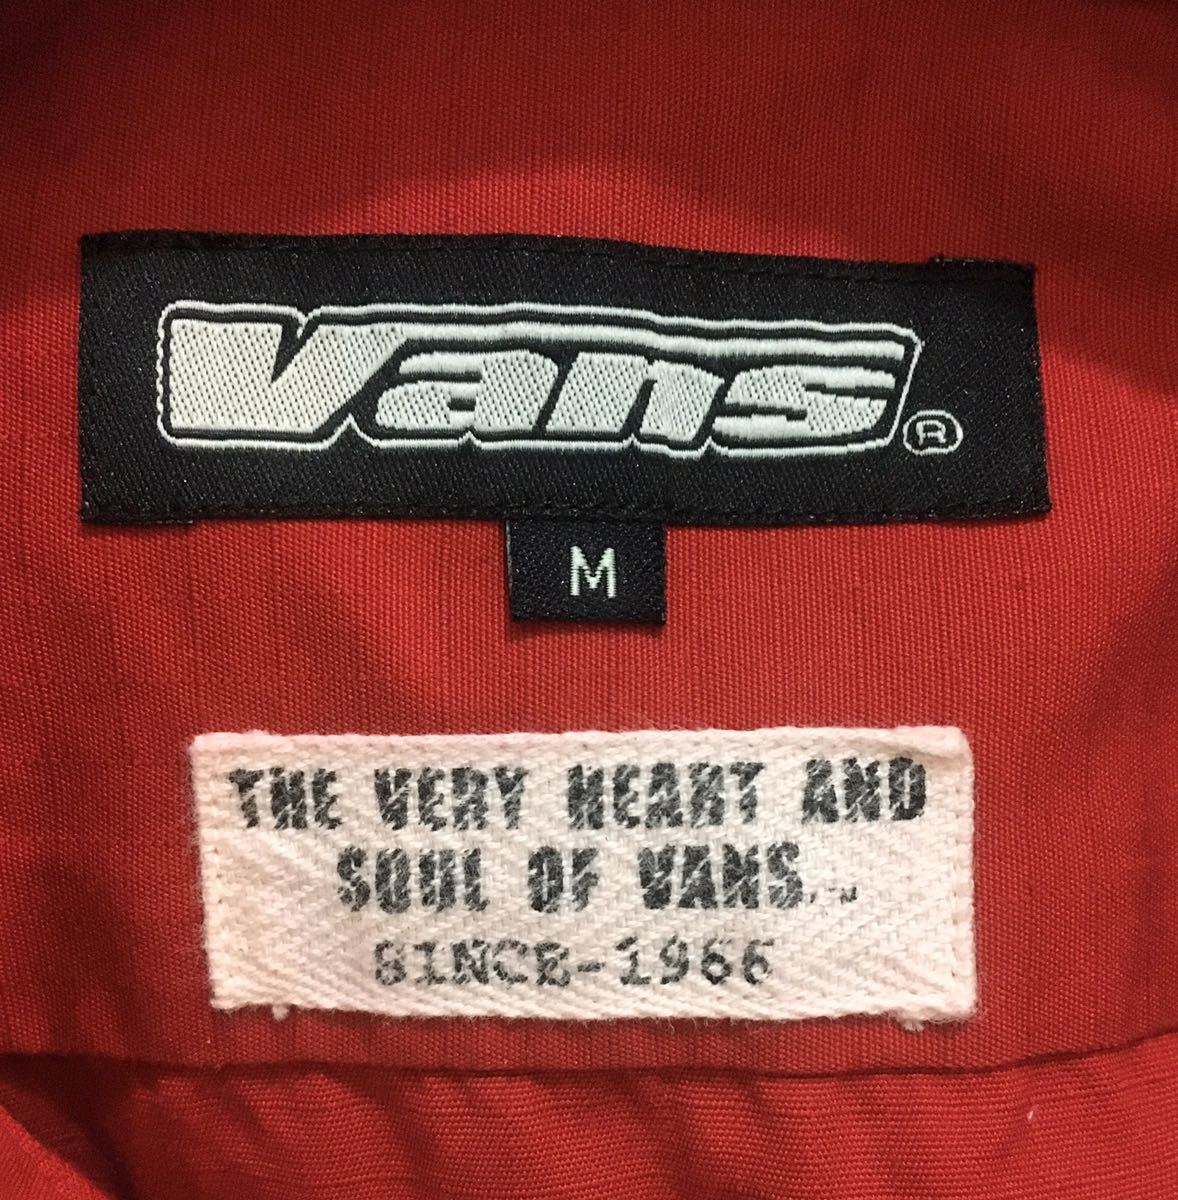 Vans®
M
THE VERY HEART AND
SOUL OF VANS.™
SINCE-1966